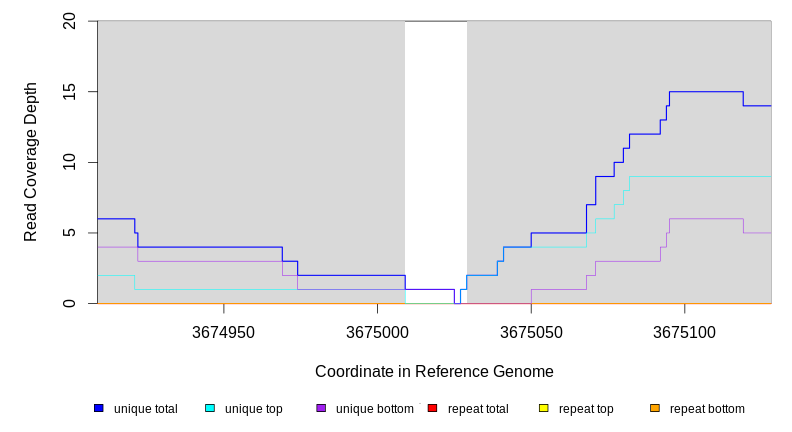 20
15
10
5
0
Read Coverage Depth
3674950 3675000 3675050 3675100
Coordinate in Reference Genome
unique total unique top unique bottom repeat total repeat top repeat bottom